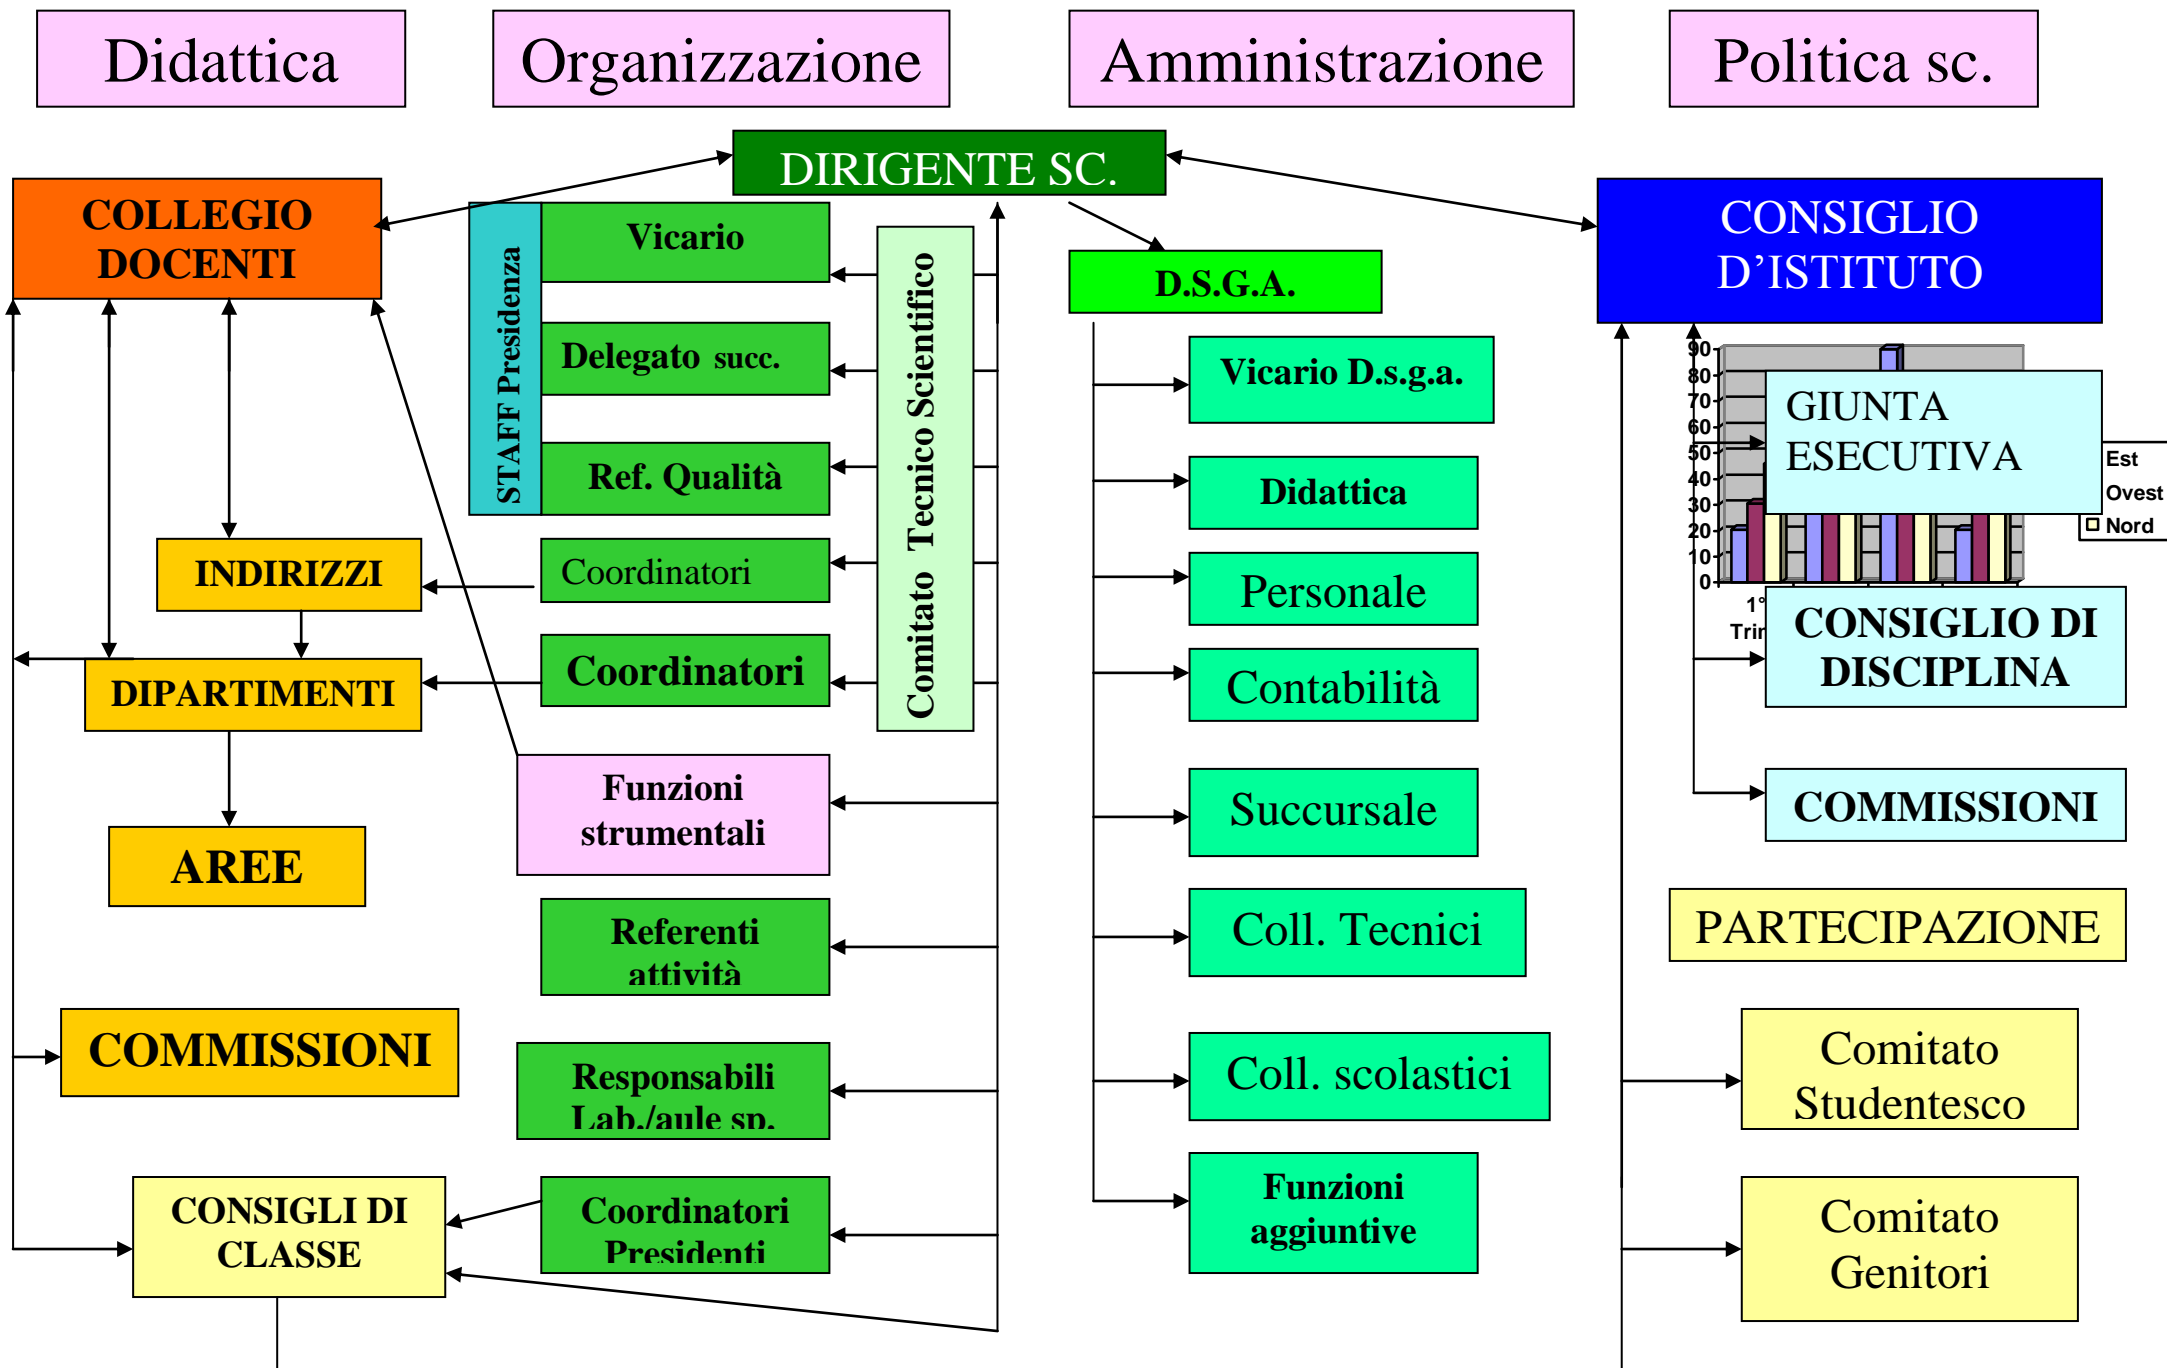 Didattica
Organizzazione
Amministrazione
Politica sc.
DIRIGENTE SC.
COLLEGIO
DOCENTI
INDIRIZZI
DIPARTIMENTI
AREE
COMMISSIONI
CONSIGLI DI
CLASSE
STAFF Presidenza
Vicario
Delegato succ.
Ref. Qualità
Coordinatori
Coordinatori
Funzioni
strumentali
Referenti
attività
Responsabili
Lab./aule sp.
Coordinatori
Presidenti
Comitato Tecnico Scientifico
D.S.G.A.
Vicario D.s.g.a.
Didattica
Personale
Contabilità
Succursale
Coll. Tecnici
Coll. scolastici
Funzioni
aggiuntive
CONSIGLIO
D’ISTITUTO
90
80
70
60
50
40
30
20
10
0
1°
Trin
Est
Ovest
Nord
GIUNTA
ESECUTIVA
CONSIGLIO DI
DISCIPLINA
COMMISSIONI
PARTECIPAZIONE
Comitato
Studentesco
Comitato
Genitori